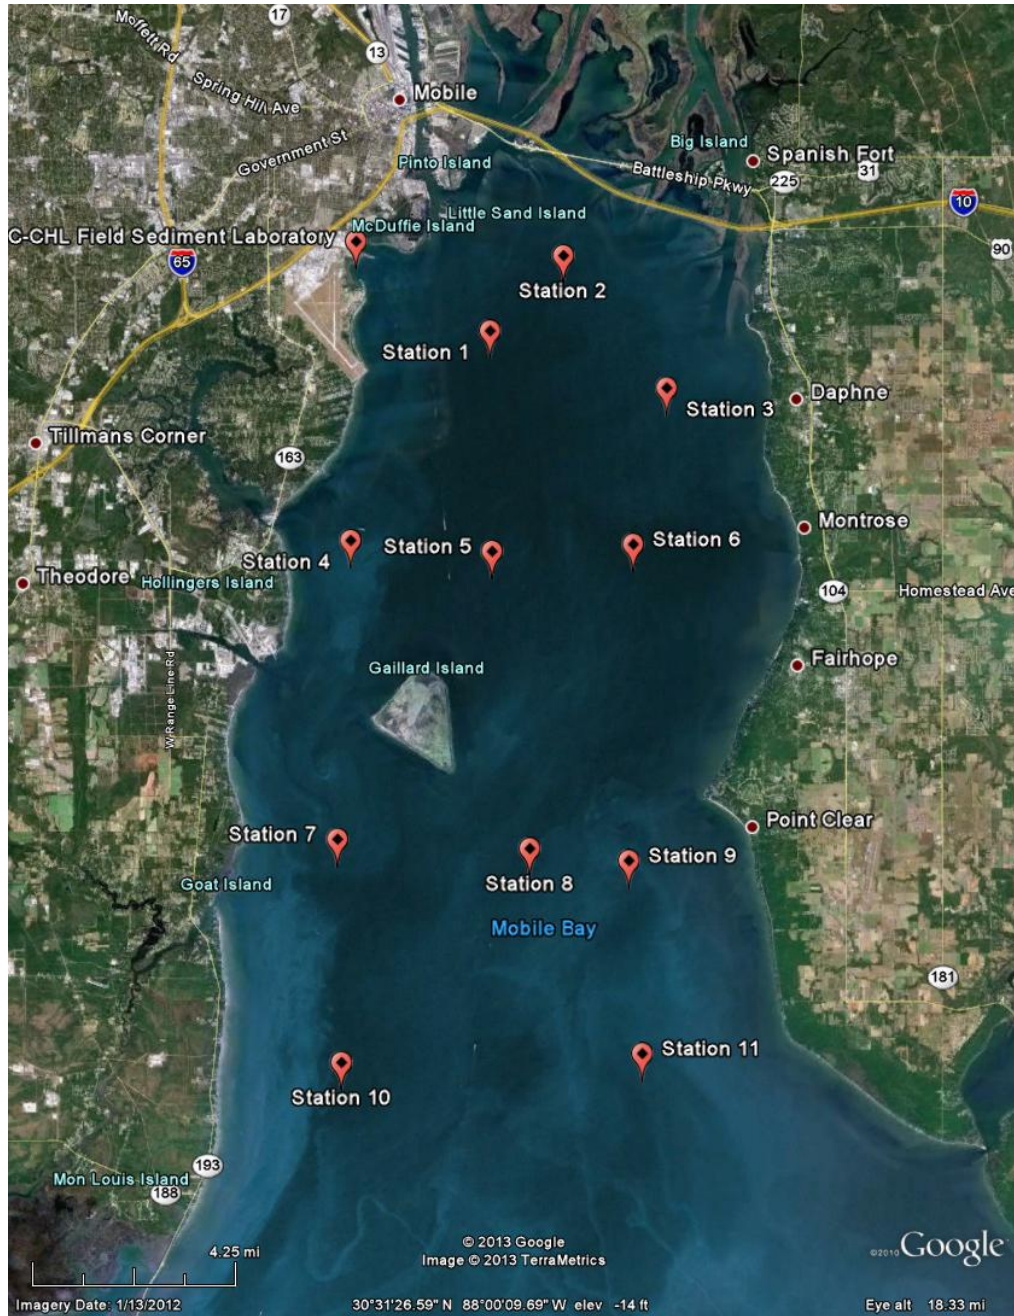 17
Moffett Rd
13
Spring Hill Ave
Mobile
Government St
Pinto Island
Big Island
Spanish Fort
Battleship Pkwy
31
225
10
Little Sand Island
McDuffie Island
C-CHL Field Sediment Laboratory
65
90
Station 2
Station 1
Station 3
Daphne
Tillmans Corner
163
Montrose
Station 4
Station 5
Station 6
Theodore
Hollingers Island
104
Homestead Ave
W Range Line Rd
Gaillard Island
Fairhope
Station 7
Point Clear
Station 8
Station 9
Goat Island
Mobile Bay
181
Station 10
Station 11
193
Mon Louis Island
188
4.25 mi
© 2013 Google
Image © 2013 TerraMetrics
©2010 Google
Imagery Date: 1/13/2012
30°31'26.59" N 88°00'09.69" W elev -14 ft
Eye alt 18.33 mi